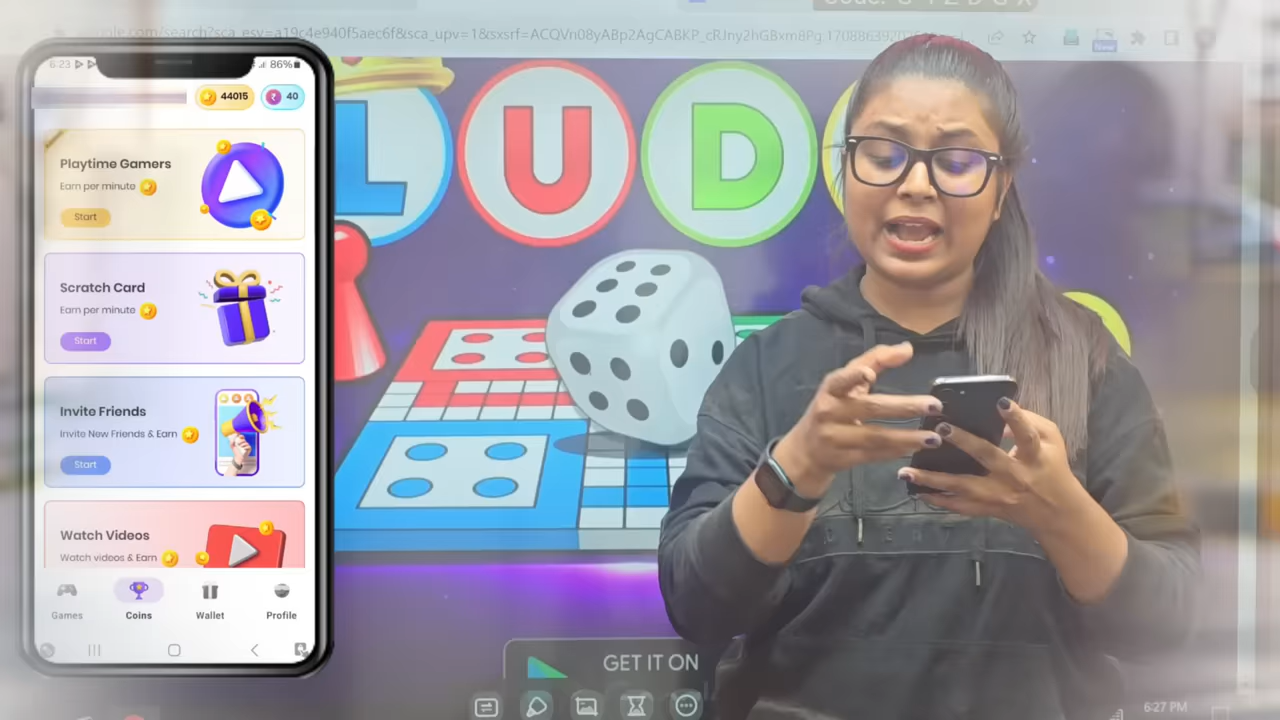 6:23
86%
44015
40
Playtime Gamers
Earn per minute
Start
Scratch Card
Earn per minute
Start
Invite Friends
Invite New Friends & Earn
Start
Watch Videos
Watch videos & Earn
Games
Coins
Wallet
Profile
L U D
New
GET IT ON
6:27 PM